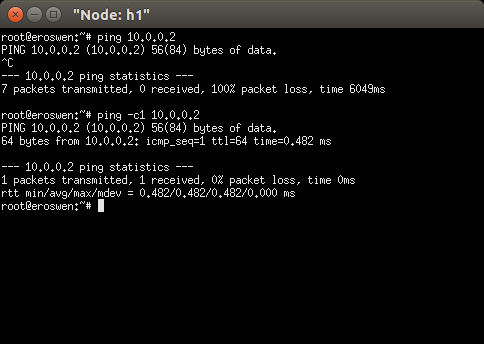 "Node: h1"
root@eroswen:~# ping 10.0.0.2
PING 10.0.0.2 (10.0.0.2) 56(84) bytes of data.
^C
--- 10.0.0.2 ping statistics ---
7 packets transmitted, 0 received, 100% packet loss, time 6049ms
root@eroswen:~# ping -c1 10.0.0.2
PING 10.0.0.2 (10.0.0.2) 56(84) bytes of data.
64 bytes from 10.0.0.2: icmp_seq=1 ttl=64 time=0.482 ms
--- 10.0.0.2 ping statistics ---
1 packets transmitted, 1 received, 0% packet loss, time 0ms
rtt min/avg/max/mdev = 0.482/0.482/0.482/0.000 ms
root@eroswen:~#